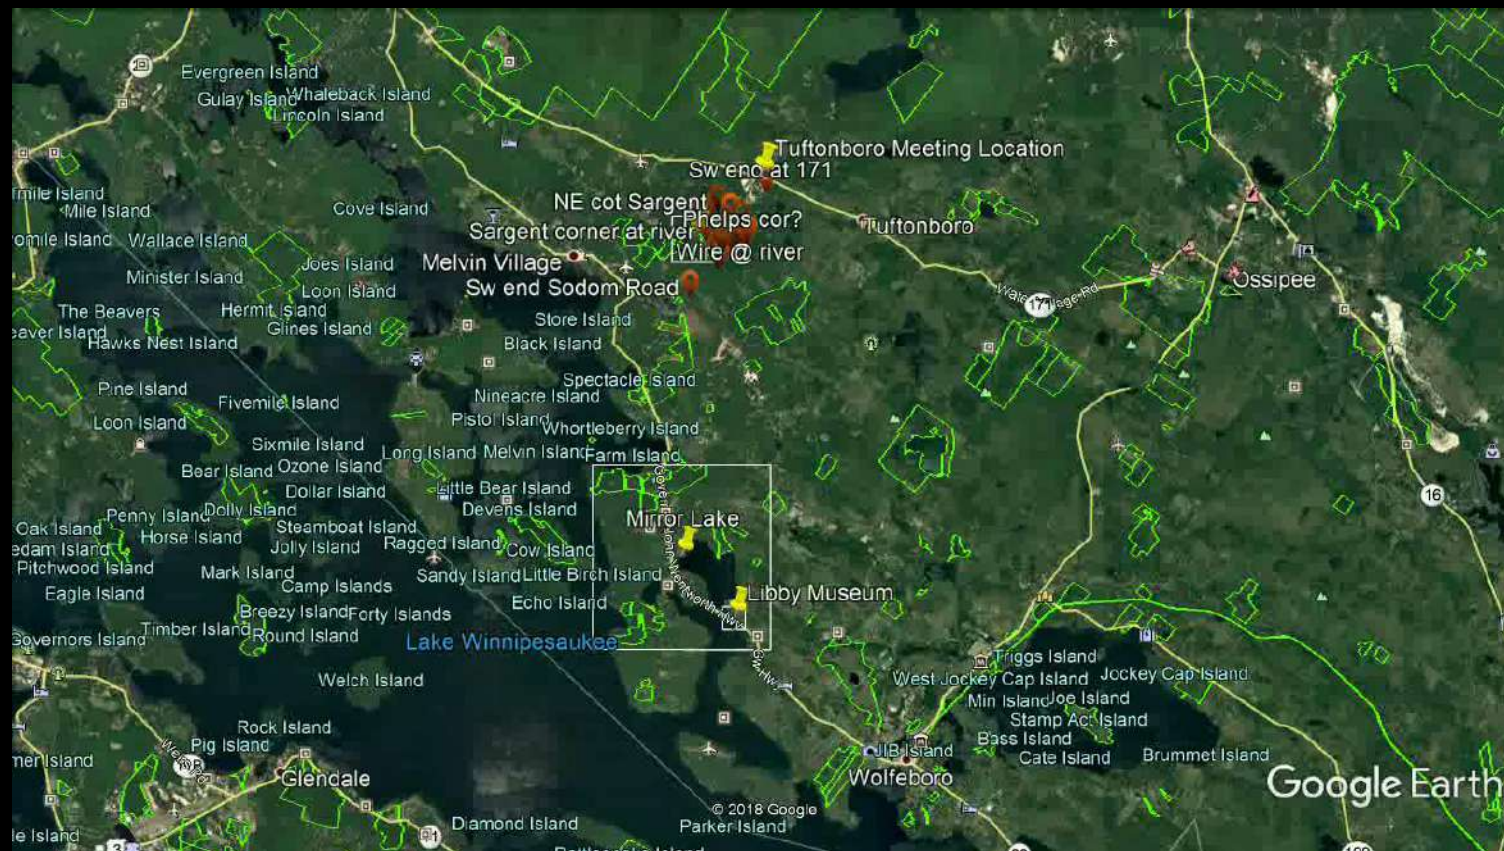 Evergreen Island
Gulay Island
Whaleback Island
Lincoln Island
Tuftonboro Meeting Location
Sw end at 171
Mile Island
Cove Island
NE cot Sargent
Phelps cor?
Tuftonboro
Wallace Island
Sargent corner at river
Wire @ river
Joes Island
Melvin Village
Minister Island
Loon Island
Sw end Sodom Road
Ossipee
171
The Beavers
Hermit Island
Glines Island
Store Island
Hawks Nest Island
Black Island
Pine Island
Fivemile Island
Spectacle Island
Nineacre Island
Loon Island
Pistol Island
Whortleberry Island
Sixmile Island
Long Island
Melvin Island
Farm Island
Bear Island
Ozone Island
Dollar Island
Little Bear Island
16
Penny Island
Dolly Island
Devens Island
Mirror Lake
Oak Island
Horse Island
Steamboat Island
Jolly Island
Ragged Island
Cow Island
Pitchwood Island
Mark Island
Camp Islands
Sandy Island
Little Birch Island
Eagle Island
Breezy Island
Forty Islands
Echo Island
Libby Museum
Timber Island
Round Island
Lake Winnipesaukee
Governors Island
Triggs Island
West Jockey Cap Island
Jockey Cap Island
Welch Island
Min Island
Joe Island
Stamp Act Island
Rock Island
Bass Island
Pig Island
JIB Island
Cate Island
Brummet Island
Glendale
Wolfeboro
Google Earth
© 2018 Google
Diamond Island
Parker Island
3